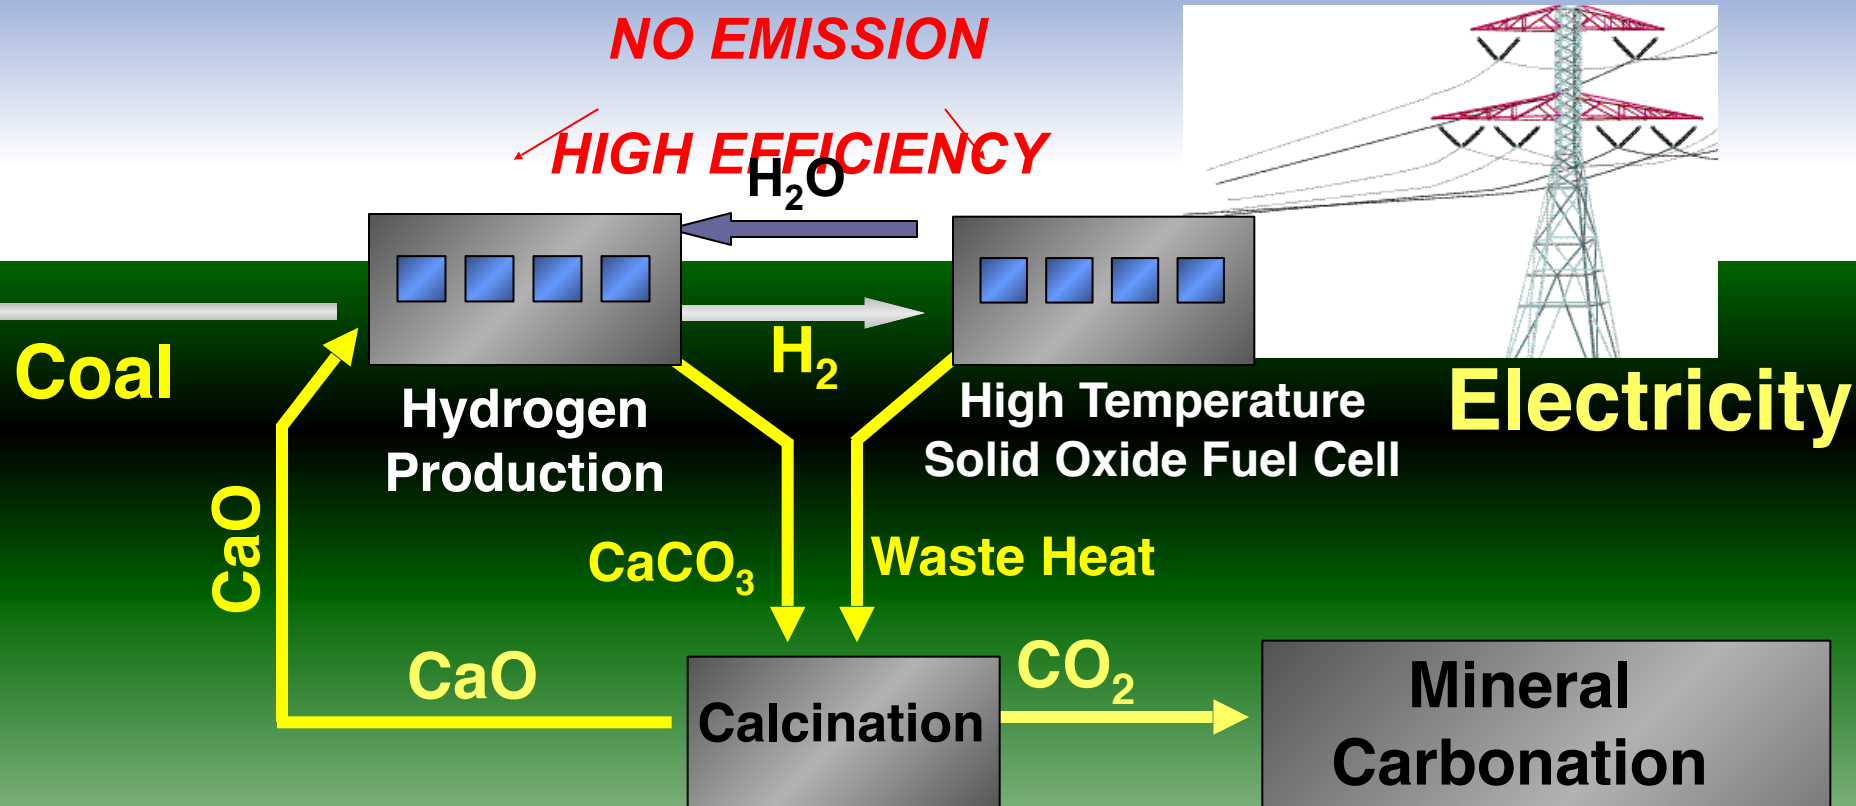 NO EMISSION
HIGH EFFICIENCY
H₂O
H₂
Coal
Hydrogen
Production
High Temperature
Solid Oxide Fuel Cell
Electricity
CaO
CaCO₃
Waste Heat
CaO
Calcination
CO₂
Mineral
Carbonation